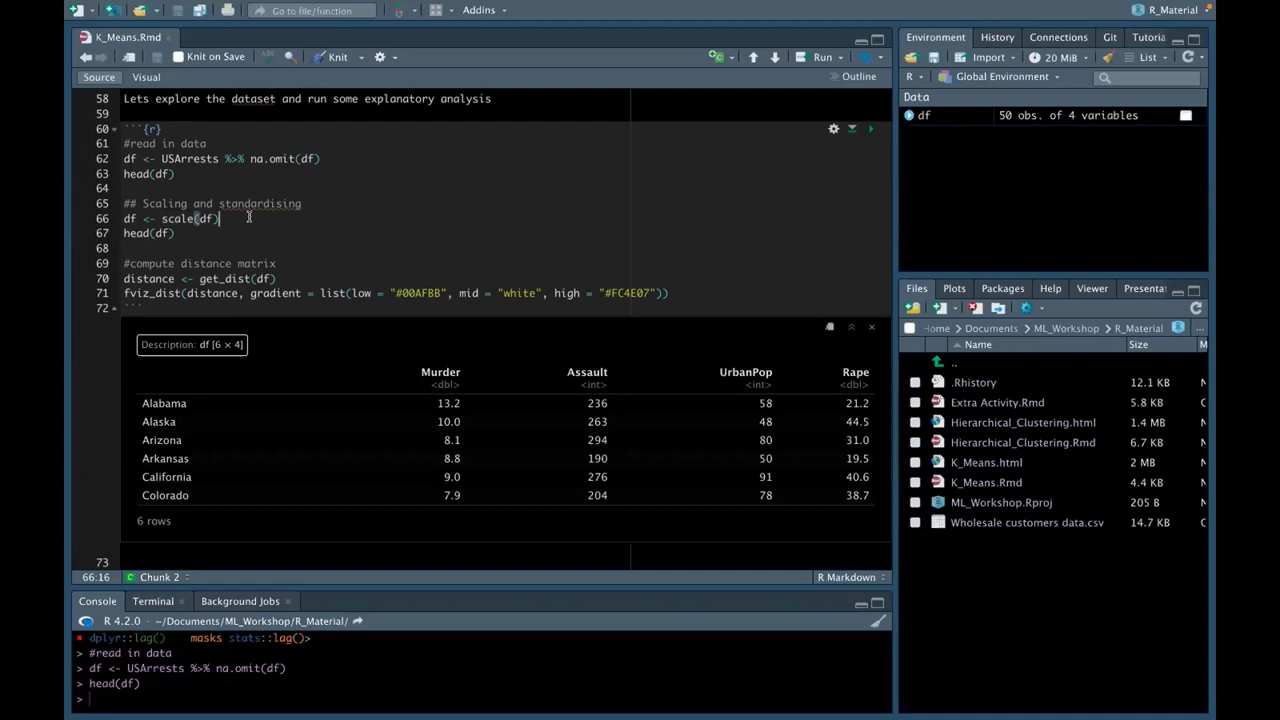 Go to file/function
Addins
R_Material
K_Means.Rmd
Knit on Save
Knit
Run
Source
Visual
Outline
58 Lets explore the dataset and run some explanatory analysis
59
60 ```{r}
61 #read in data
62 df <- USArrests %>% na.omit(df)
63 head(df)
64
65 ## Scaling and standardising
66 df <- scale(df)
67 head(df)
68
69 #compute distance matrix
70 distance <- get_dist(df)
71 fviz_dist(distance, gradient = list(low = "#00AFBB", mid = "white", high = "#FC4E07"))
72 ```
Description: df [6 × 4]
Murder Assault UrbanPop Rape
<dbl> <int> <int> <dbl>
Alabama 13.2 236 58 21.2
Alaska 10.0 263 48 44.5
Arizona 8.1 294 80 31.0
Arkansas 8.8 190 50 19.5
California 9.0 276 91 40.6
Colorado 7.9 204 78 38.7
6 rows
73
66:16 Chunk 2 R Markdown
Console Terminal Background Jobs
R 4.2.0 · ~/Documents/ML_Workshop/R_Material/
dplyr::lag() masks stats::lag()>
> #read in data
> df <- USArrests %>% na.omit(df)
> head(df)
>
Environment History Connections Git Tutoria
Import 20 MiB List
R Global Environment
Data
df 50 obs. of 4 variables
Files Plots Packages Help Viewer Presenta
Home Documents ML_Workshop R_Material ...
Name Size M
..
.Rhistory 12.1 KB N
Extra Activity.Rmd 5.8 KB C
Hierarchical_Clustering.html 1.4 MB N
Hierarchical_Clustering.Rmd 6.7 KB N
K_Means.html 2 MB N
K_Means.Rmd 4.4 KB N
ML_Workshop.Rproj 205 B N
Wholesale customers data.csv 14.7 KB N